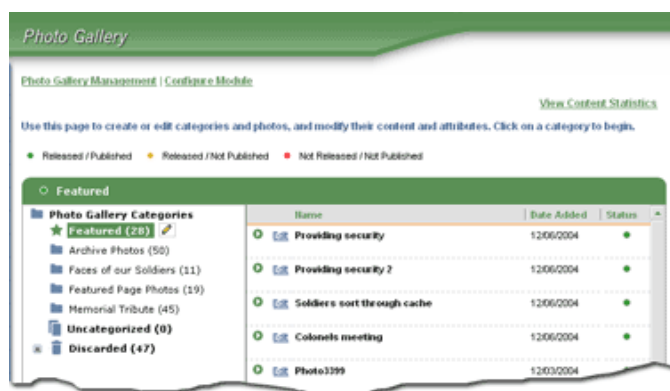 Photo Gallery
Photo Gallery Management | Configure Module
View Content Statistics
Use this page to create or edit categories and photos, and modify their content and attributes. Click on a category to begin.
Released / Published Released / Not Published Not Released / Not Published
Featured
Photo Gallery Categories
Featured (28)
Archive Photos (50)
Faces of our Soldiers (11)
Featured Page Photos (19)
Memorial Tribute (45)
Uncategorized (0)
Discarded (47)
Name Date Added Status
Edit Providing security 12/06/2004
Edit Providing security 2 12/06/2004
Edit Soldiers sort through cache 12/06/2004
Edit Colonels meeting 12/06/2004
Edit Photo3399 12/03/2004